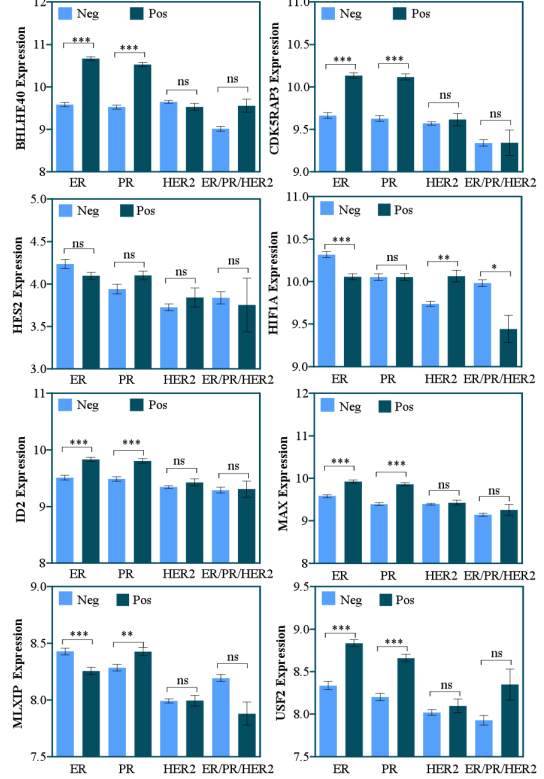 12
Neg
Pos
11
10
9
8
BHLHE40 Expression
***
***
ns
ns
ER
PR
HER2
ER/PR/HER2
11.0
Neg
Pos
10.5
10.0
9.5
9.0
CDK5RAP3 Expression
***
***
ns
ns
ER
PR
HER2
ER/PR/HER2
5.0
Neg
Pos
4.5
4.0
3.5
3.0
HES2 Expression
ns
ns
ns
ns
ER
PR
HER2
ER/PR/HER2
11.0
Neg
Pos
10.5
10.0
9.5
9.0
HIF1A Expression
***
ns
**
*
ER
PR
HER2
ER/PR/HER2
11
Neg
Pos
10
9
8
ID2 Expression
***
***
ns
ns
ER
PR
HER2
ER/PR/HER2
12
Neg
Pos
11
10
9
8
MAX Expression
***
***
ns
ns
ER
PR
HER2
ER/PR/HER2
9.0
Neg
Pos
8.5
8.0
7.5
MLXIP Expression
***
**
ns
ns
ER
PR
HER2
ER/PR/HER2
9.5
Neg
Pos
9.0
8.5
8.0
7.5
USF2 Expression
***
***
ns
ns
ER
PR
HER2
ER/PR/HER2